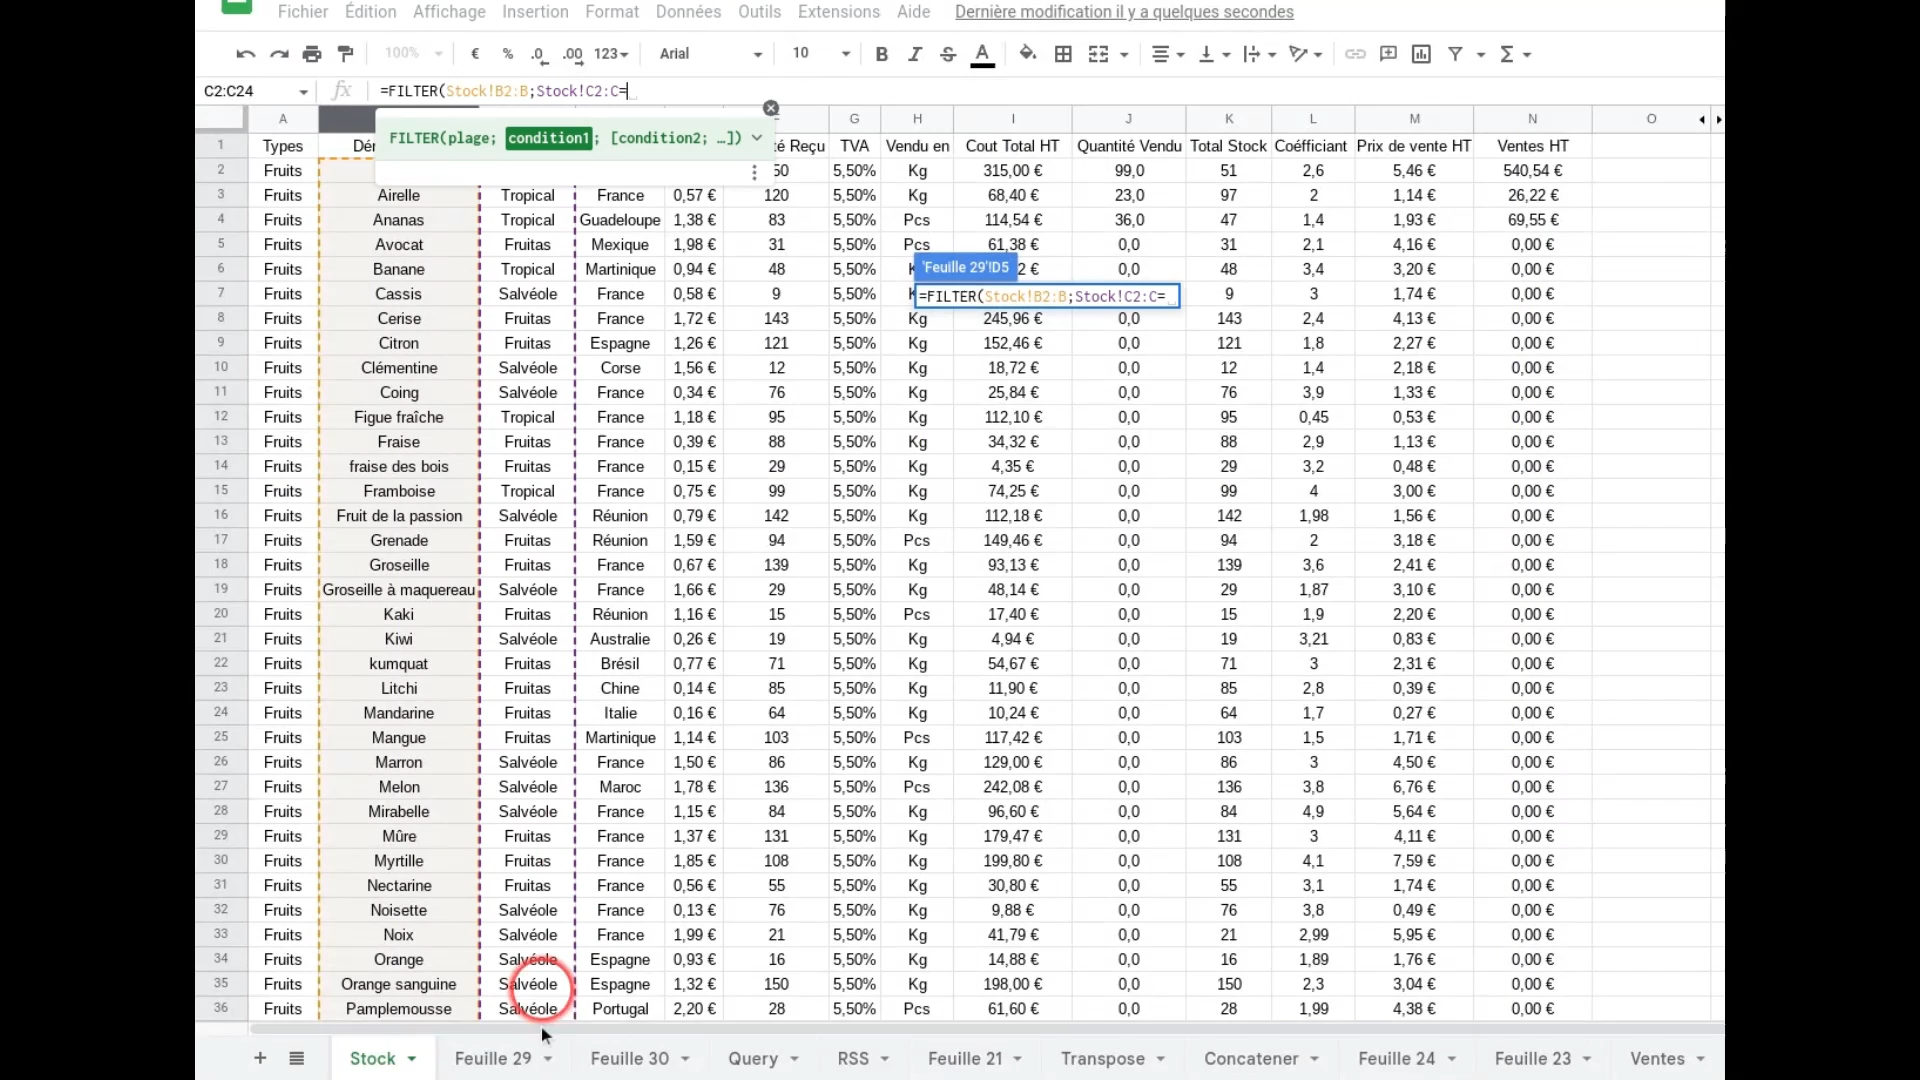 Fichier Édition Affichage Insertion Format Données Outils Extensions Aide Dernière modification il y a quelques secondes
100% € % .0 .00 123 Arial 10 B I S A Σ
C2:C24 fx =FILTER(Stock!B2:B;Stock!C2:C=
FILTER(plage; condition1; [condition2; …])
A G H I J K L M N O
1 Types Dén té Reçu TVA Vendu en Cout Total HT Quantité Vendu Total Stock Coéfficiant Prix de vente HT Ventes HT
2 Fruits 50 5,50% Kg 315,00 € 99,0 51 2,6 5,46 € 540,54 €
3 Fruits Airelle Tropical France 0,57 € 120 5,50% Kg 68,40 € 23,0 97 2 1,14 € 26,22 €
4 Fruits Ananas Tropical Guadeloupe 1,38 € 83 5,50% Pcs 114,54 € 36,0 47 1,4 1,93 € 69,55 €
5 Fruits Avocat Fruitas Mexique 1,98 € 31 5,50% Pcs 61,38 € 0,0 31 2,1 4,16 € 0,00 €
6 Fruits Banane Tropical Martinique 0,94 € 48 5,50% K 'Feuille 29'!D5 2 € 0,0 48 3,4 3,20 € 0,00 €
7 Fruits Cassis Salvéole France 0,58 € 9 5,50% K =FILTER(Stock!B2:B;Stock!C2:C= 9 3 1,74 € 0,00 €
8 Fruits Cerise Fruitas France 1,72 € 143 5,50% Kg 245,96 € 0,0 143 2,4 4,13 € 0,00 €
9 Fruits Citron Fruitas Espagne 1,26 € 121 5,50% Kg 152,46 € 0,0 121 1,8 2,27 € 0,00 €
10 Fruits Clémentine Salvéole Corse 1,56 € 12 5,50% Kg 18,72 € 0,0 12 1,4 2,18 € 0,00 €
11 Fruits Coing Salvéole France 0,34 € 76 5,50% Kg 25,84 € 0,0 76 3,9 1,33 € 0,00 €
12 Fruits Figue fraîche Tropical France 1,18 € 95 5,50% Kg 112,10 € 0,0 95 0,45 0,53 € 0,00 €
13 Fruits Fraise Fruitas France 0,39 € 88 5,50% Kg 34,32 € 0,0 88 2,9 1,13 € 0,00 €
14 Fruits fraise des bois Fruitas France 0,15 € 29 5,50% Kg 4,35 € 0,0 29 3,2 0,48 € 0,00 €
15 Fruits Framboise Tropical France 0,75 € 99 5,50% Kg 74,25 € 0,0 99 4 3,00 € 0,00 €
16 Fruits Fruit de la passion Salvéole Réunion 0,79 € 142 5,50% Kg 112,18 € 0,0 142 1,98 1,56 € 0,00 €
17 Fruits Grenade Fruitas Réunion 1,59 € 94 5,50% Pcs 149,46 € 0,0 94 2 3,18 € 0,00 €
18 Fruits Groseille Fruitas France 0,67 € 139 5,50% Kg 93,13 € 0,0 139 3,6 2,41 € 0,00 €
19 Fruits Groseille à maquereau Salvéole France 1,66 € 29 5,50% Kg 48,14 € 0,0 29 1,87 3,10 € 0,00 €
20 Fruits Kaki Fruitas Réunion 1,16 € 15 5,50% Pcs 17,40 € 0,0 15 1,9 2,20 € 0,00 €
21 Fruits Kiwi Salvéole Australie 0,26 € 19 5,50% Kg 4,94 € 0,0 19 3,21 0,83 € 0,00 €
22 Fruits kumquat Fruitas Brésil 0,77 € 71 5,50% Kg 54,67 € 0,0 71 3 2,31 € 0,00 €
23 Fruits Litchi Fruitas Chine 0,14 € 85 5,50% Kg 11,90 € 0,0 85 2,8 0,39 € 0,00 €
24 Fruits Mandarine Fruitas Italie 0,16 € 64 5,50% Kg 10,24 € 0,0 64 1,7 0,27 € 0,00 €
25 Fruits Mangue Fruitas Martinique 1,14 € 103 5,50% Pcs 117,42 € 0,0 103 1,5 1,71 € 0,00 €
26 Fruits Marron Salvéole France 1,50 € 86 5,50% Kg 129,00 € 0,0 86 3 4,50 € 0,00 €
27 Fruits Melon Salvéole Maroc 1,78 € 136 5,50% Pcs 242,08 € 0,0 136 3,8 6,76 € 0,00 €
28 Fruits Mirabelle Salvéole France 1,15 € 84 5,50% Kg 96,60 € 0,0 84 4,9 5,64 € 0,00 €
29 Fruits Mûre Fruitas France 1,37 € 131 5,50% Kg 179,47 € 0,0 131 3 4,11 € 0,00 €
30 Fruits Myrtille Fruitas France 1,85 € 108 5,50% Kg 199,80 € 0,0 108 4,1 7,59 € 0,00 €
31 Fruits Nectarine Fruitas France 0,56 € 55 5,50% Kg 30,80 € 0,0 55 3,1 1,74 € 0,00 €
32 Fruits Noisette Salvéole France 0,13 € 76 5,50% Kg 9,88 € 0,0 76 3,8 0,49 € 0,00 €
33 Fruits Noix Salvéole France 1,99 € 21 5,50% Kg 41,79 € 0,0 21 2,99 5,95 € 0,00 €
34 Fruits Orange Salvéole Espagne 0,93 € 16 5,50% Kg 14,88 € 0,0 16 1,89 1,76 € 0,00 €
35 Fruits Orange sanguine Salvéole Espagne 1,32 € 150 5,50% Kg 198,00 € 0,0 150 2,3 3,04 € 0,00 €
36 Fruits Pamplemousse Salvéole Portugal 2,20 € 28 5,50% Pcs 61,60 € 0,0 28 1,99 4,38 € 0,00 €
+ Stock Feuille 29 Feuille 30 Query RSS Feuille 21 Transpose Concatener Feuille 24 Feuille 23 Ventes